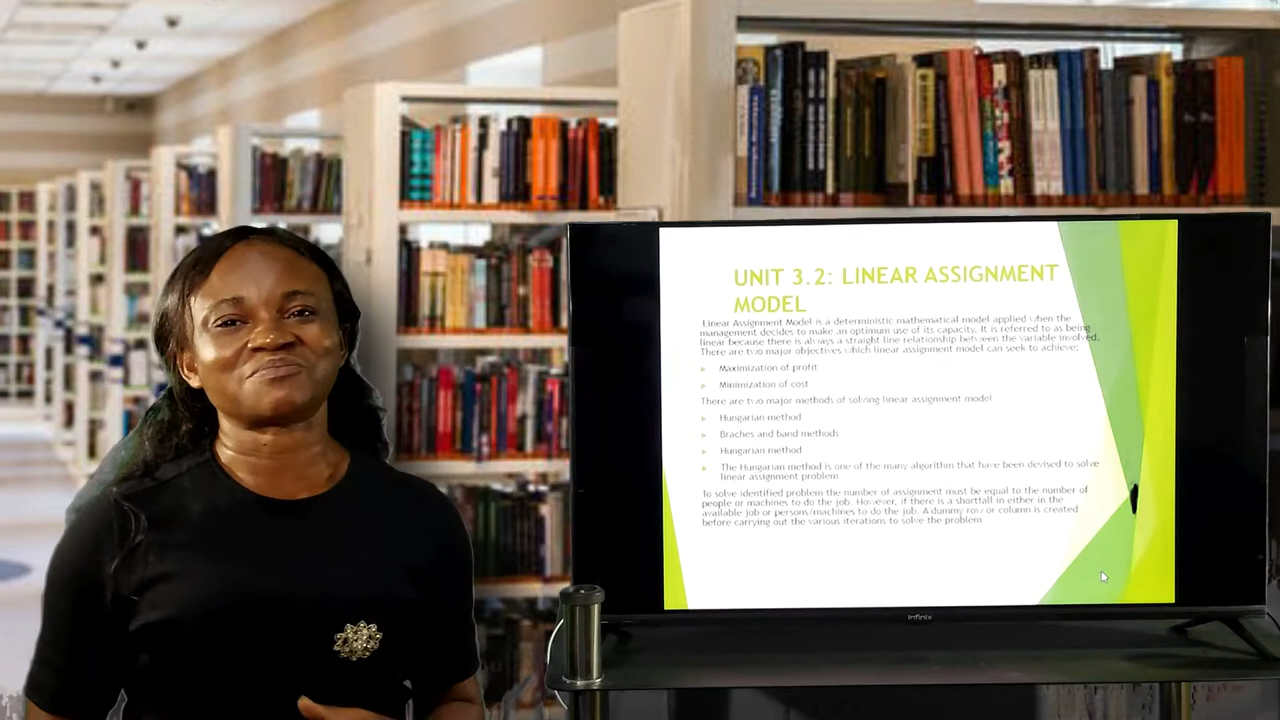 UNIT 3.2: LINEAR ASSIGNMENT
MODEL
Linear Assignment Model is a deterministic mathematical model applied when the
management decides to make an optimum use of its capacity. It is referred to as being
linear because there is always a straight line relationship between the variable involved.
There are two major objectives which linear assignment model can seek to achieve;
Maximization of profit
Minimization of cost
There are two major methods of solving linear assignment model
Hungarian method
Braches and band methods
Hungarian method
The Hungarian method is one of the many algorithm that have been devised to solve
linear assignment problem
To solve identified problem the number of assignment must be equal to the number of
people or machines to do the job. However, if there is a shortfall in either in the
available job or persons/machines to do the job. A dummy row or column is created
before carrying out the various iterations to solve the problem
Infinix